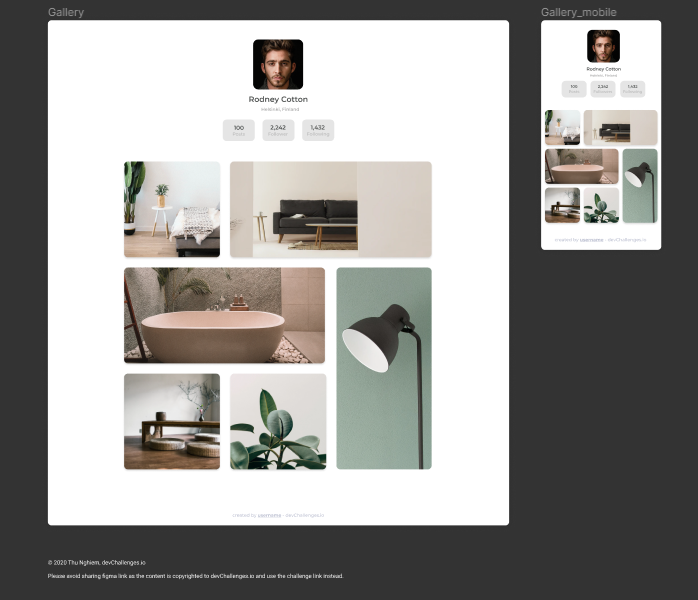 Gallery
Gallery_mobile
Rodney Cotton
Helsinki, Finland
100
Posts
2,242
Follower
1,432
Following
created by username - devChallenges.io
Rodney Cotton
Helsinki, Finland
100
Posts
2,242
Followers
1,432
Following
created by username - devChallenges.io
© 2020 Thu Nghiem, devChallenges.io
Please avoid sharing figma link as the content is copyrighted to devChallenges.io and use the challenge link instead.